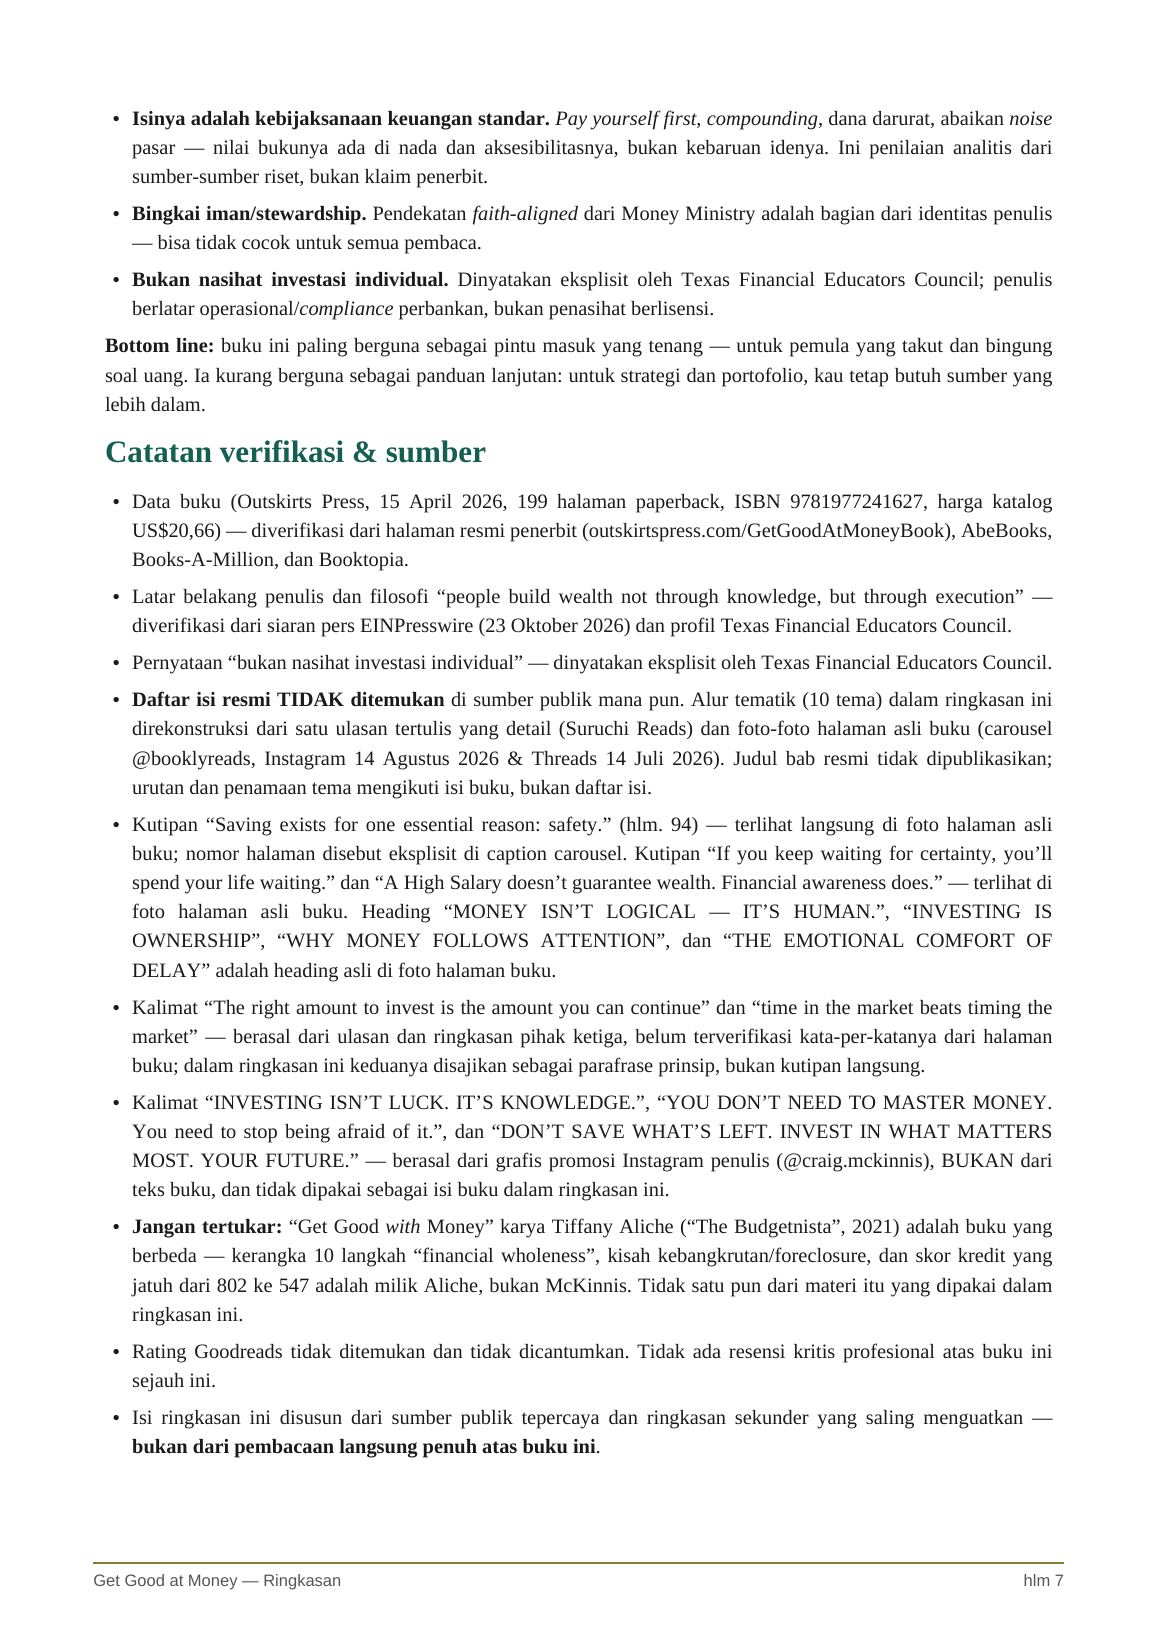 • Isinya adalah kebijaksanaan keuangan standar. Pay yourself first, compounding, dana darurat, abaikan noise
pasar — nilai bukunya ada di nada dan aksesibilitasnya, bukan kebaruan idenya. Ini penilaian analitis dari
sumber-sumber riset, bukan klaim penerbit.
• Bingkai iman/stewardship. Pendekatan faith-aligned dari Money Ministry adalah bagian dari identitas penulis
— bisa tidak cocok untuk semua pembaca.
• Bukan nasihat investasi individual. Dinyatakan eksplisit oleh Texas Financial Educators Council; penulis
berlatar operasional/compliance perbankan, bukan penasihat berlisensi.
Bottom line: buku ini paling berguna sebagai pintu masuk yang tenang — untuk pemula yang takut dan bingung
soal uang. Ia kurang berguna sebagai panduan lanjutan: untuk strategi dan portofolio, kau tetap butuh sumber yang
lebih dalam.
Catatan verifikasi & sumber
• Data buku (Outskirts Press, 15 April 2026, 199 halaman paperback, ISBN 9781977241627, harga katalog
US$20,66) — diverifikasi dari halaman resmi penerbit (outskirtspress.com/GetGoodAtMoneyBook), AbeBooks,
Books-A-Million, dan Booktopia.
• Latar belakang penulis dan filosofi “people build wealth not through knowledge, but through execution” —
diverifikasi dari siaran pers EINPresswire (23 Oktober 2026) dan profil Texas Financial Educators Council.
• Pernyataan “bukan nasihat investasi individual” — dinyatakan eksplisit oleh Texas Financial Educators Council.
• Daftar isi resmi TIDAK ditemukan di sumber publik mana pun. Alur tematik (10 tema) dalam ringkasan ini
direkonstruksi dari satu ulasan tertulis yang detail (Suruchi Reads) dan foto-foto halaman asli buku (carousel
@booklyreads, Instagram 14 Agustus 2026 & Threads 14 Juli 2026). Judul bab resmi tidak dipublikasikan;
urutan dan penamaan tema mengikuti isi buku, bukan daftar isi.
• Kutipan “Saving exists for one essential reason: safety.” (hlm. 94) — terlihat langsung di foto halaman asli
buku; nomor halaman disebut eksplisit di caption carousel. Kutipan “If you keep waiting for certainty, you’ll
spend your life waiting.” dan “A High Salary doesn’t guarantee wealth. Financial awareness does.” — terlihat di
foto halaman asli buku. Heading “MONEY ISN’T LOGICAL — IT’S HUMAN.”, “INVESTING IS
OWNERSHIP”, “WHY MONEY FOLLOWS ATTENTION”, dan “THE EMOTIONAL COMFORT OF
DELAY” adalah heading asli di foto halaman buku.
• Kalimat “The right amount to invest is the amount you can continue” dan “time in the market beats timing the
market” — berasal dari ulasan dan ringkasan pihak ketiga, belum terverifikasi kata-per-katanya dari halaman
buku; dalam ringkasan ini keduanya disajikan sebagai parafrase prinsip, bukan kutipan langsung.
• Kalimat “INVESTING ISN’T LUCK. IT’S KNOWLEDGE.”, “YOU DON’T NEED TO MASTER MONEY.
You need to stop being afraid of it.”, dan “DON’T SAVE WHAT’S LEFT. INVEST IN WHAT MATTERS
MOST. YOUR FUTURE.” — berasal dari grafis promosi Instagram penulis (@craig.mckinnis), BUKAN dari
teks buku, dan tidak dipakai sebagai isi buku dalam ringkasan ini.
• Jangan tertukar: “Get Good with Money” karya Tiffany Aliche (“The Budgetnista”, 2021) adalah buku yang
berbeda — kerangka 10 langkah “financial wholeness”, kisah kebangkrutan/foreclosure, dan skor kredit yang
jatuh dari 802 ke 547 adalah milik Aliche, bukan McKinnis. Tidak satu pun dari materi itu yang dipakai dalam
ringkasan ini.
• Rating Goodreads tidak ditemukan dan tidak dicantumkan. Tidak ada resensi kritis profesional atas buku ini
sejauh ini.
• Isi ringkasan ini disusun dari sumber publik tepercaya dan ringkasan sekunder yang saling menguatkan —
bukan dari pembacaan langsung penuh atas buku ini.
Get Good at Money — Ringkasan
hlm 7